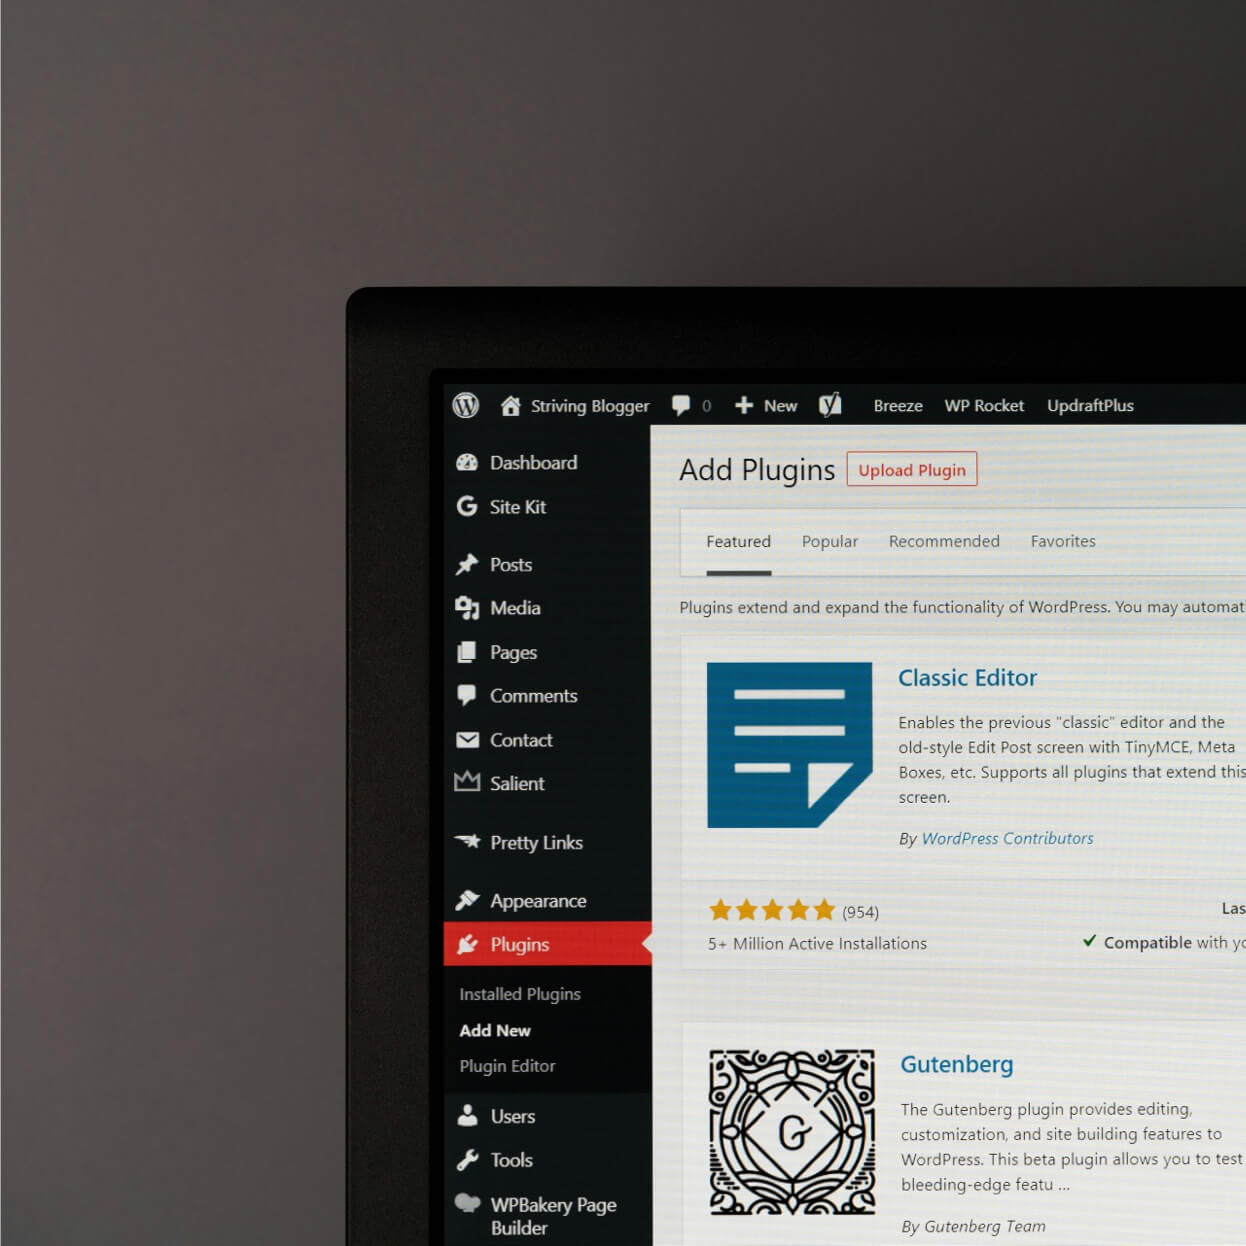 Striving Blogger 0 New Breeze WP Rocket UpdraftPlus
Dashboard
Site Kit
Posts
Media
Pages
Comments
Contact
Salient
Pretty Links
Appearance
Plugins
Installed Plugins
Add New
Plugin Editor
Users
Tools
WPBakery Page
Builder
Add Plugins Upload Plugin
Featured Popular Recommended Favorites
Plugins extend and expand the functionality of WordPress. You may automat
Classic Editor
Enables the previous "classic" editor and the
old-style Edit Post screen with TinyMCE, Meta
Boxes, etc. Supports all plugins that extend this
screen.
By WordPress Contributors
(954)
Las
5+ Million Active Installations
Compatible with yo
G
Gutenberg
The Gutenberg plugin provides editing,
customization, and site building features to
WordPress. This beta plugin allows you to test
bleeding-edge featu ...
By Gutenberg Team